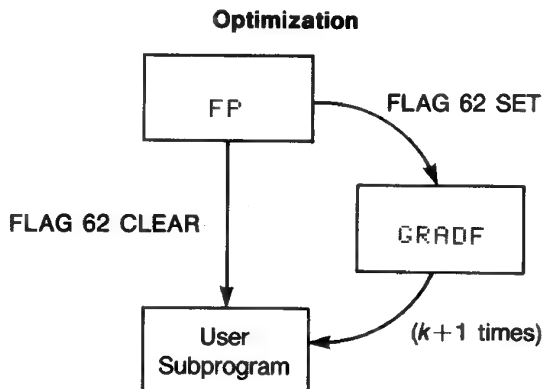 Optimization
FP
FLAG 62 SET
FLAG 62 CLEAR
GRADF
User
Subprogram
(k+1 times)